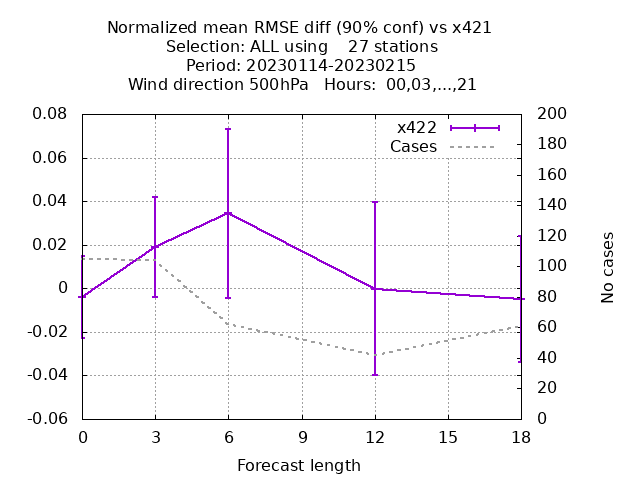 Normalized mean RMSE diff (90% conf) vs x421
Selection: ALL using    27 stations
Period: 20230114-20230215
Wind direction 500hPa   Hours:  00,03,...,21
x422
Cases
0.08
0.06
0.04
0.02
0
-0.02
-0.04
-0.06
200
180
160
140
120
100
80
60
40
20
0
No cases
0 3 6 9 12 15 18
Forecast length